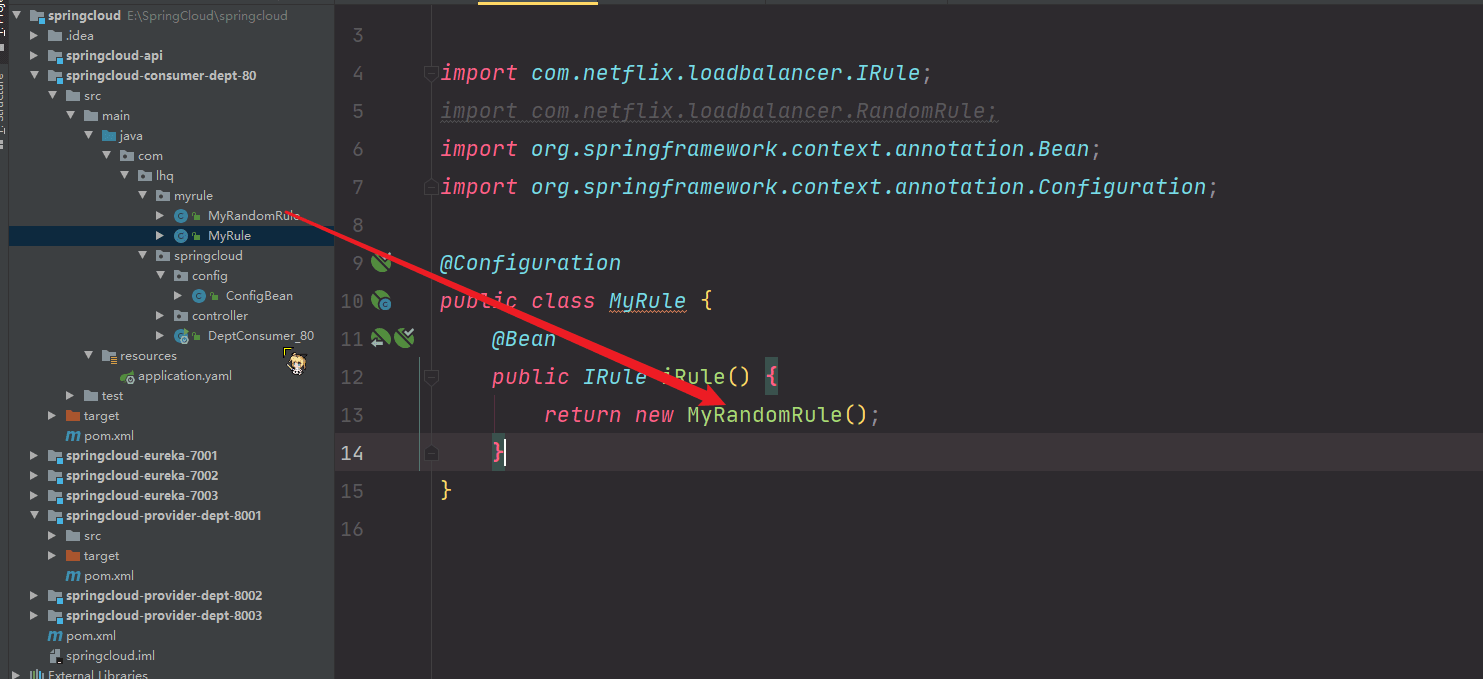 springcloud E:\SpringCloud\springcloud
.idea
springcloud-api
springcloud-consumer-dept-80
src
main
java
com
lhq
myrule
MyRandomRule
MyRule
springcloud
config
ConfigBean
controller
DeptConsumer_80
resources
application.yaml
test
target
pom.xml
springcloud-eureka-7001
springcloud-eureka-7002
springcloud-eureka-7003
springcloud-provider-dept-8001
src
target
pom.xml
springcloud-provider-dept-8002
springcloud-provider-dept-8003
pom.xml
springcloud.iml
External Libraries
3
4 import com.netflix.loadbalancer.IRule;
5 import com.netflix.loadbalancer.RandomRule;
6 import org.springframework.context.annotation.Bean;
7 import org.springframework.context.annotation.Configuration;
8
9 @Configuration
10 public class MyRule {
11 @Bean
12 public IRule iRule() {
13 return new MyRandomRule();
14 }
15 }
16